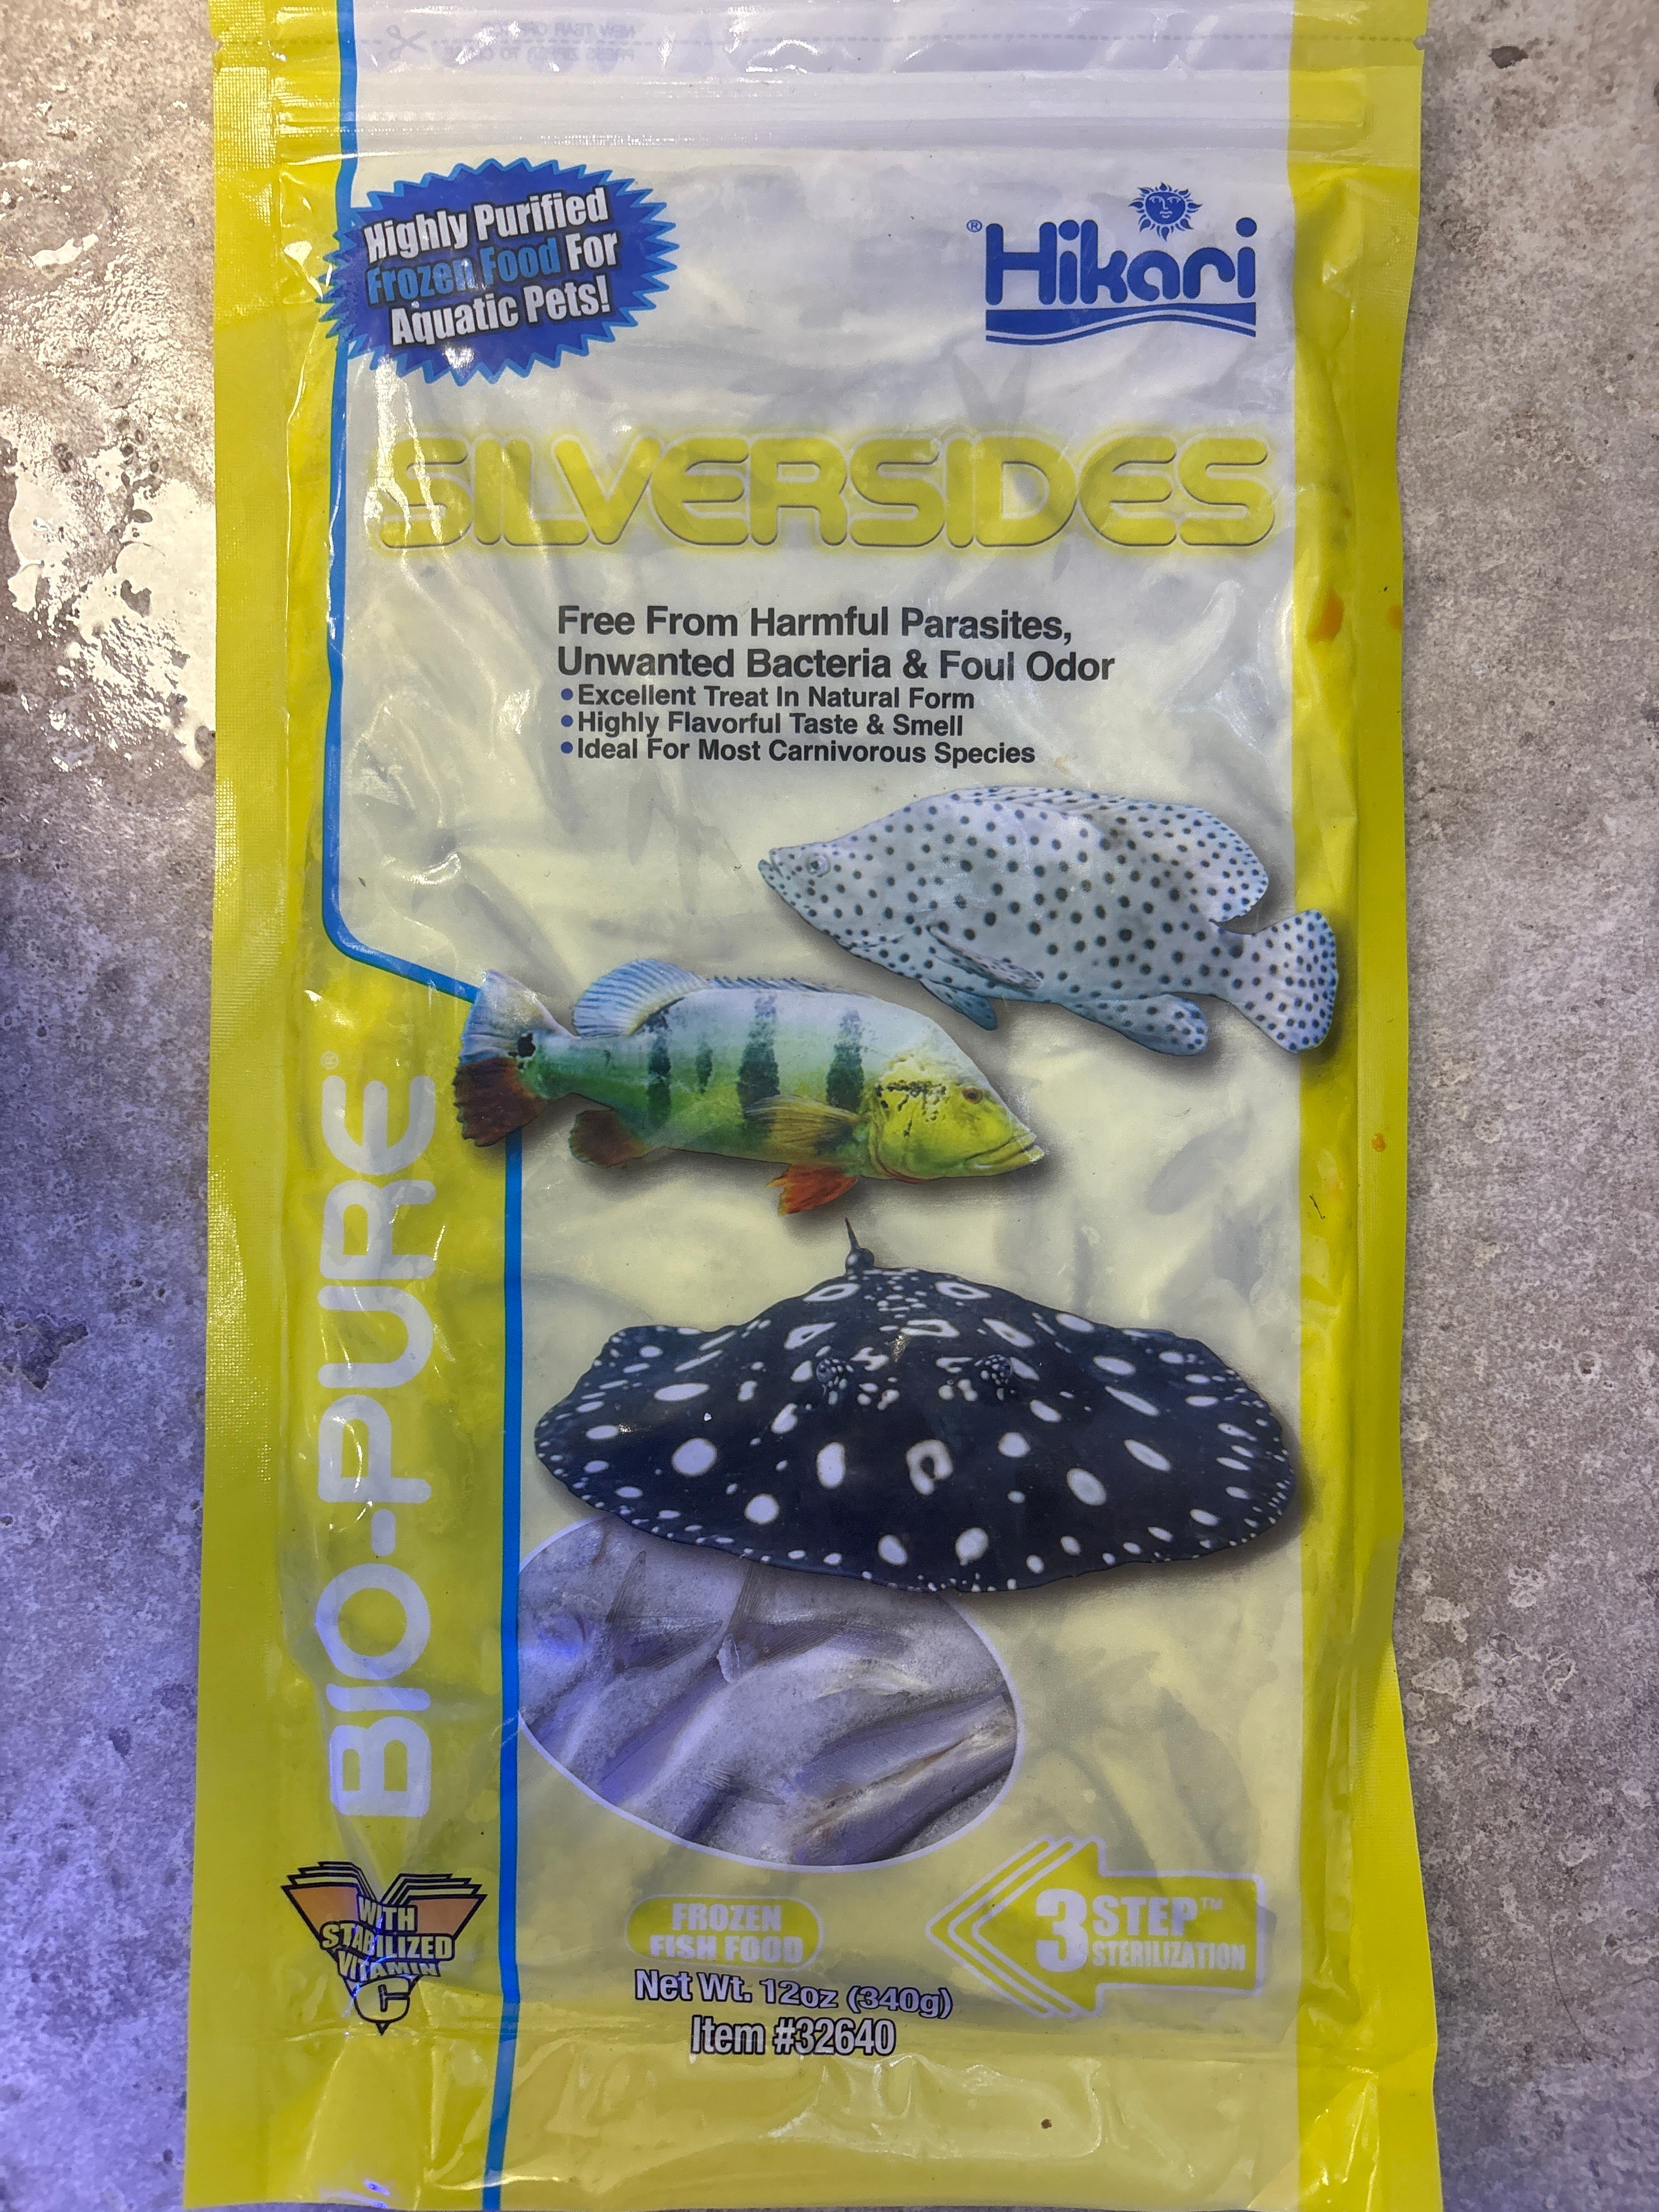 Highly Purified
Frozen Food For
Aquatic Pets!
® Hikari
SILVERSIDES
Free From Harmful Parasites,
Unwanted Bacteria & Foul Odor
•Excellent Treat In Natural Form
•Highly Flavorful Taste & Smell
•Ideal For Most Carnivorous Species
BIO-PURE®
WITH
STABILIZED
VITAMIN
C
FROZEN
FISH FOOD
Net Wt. 12oz (340g)
Item #32640
3 STEP™
STERILIZATION